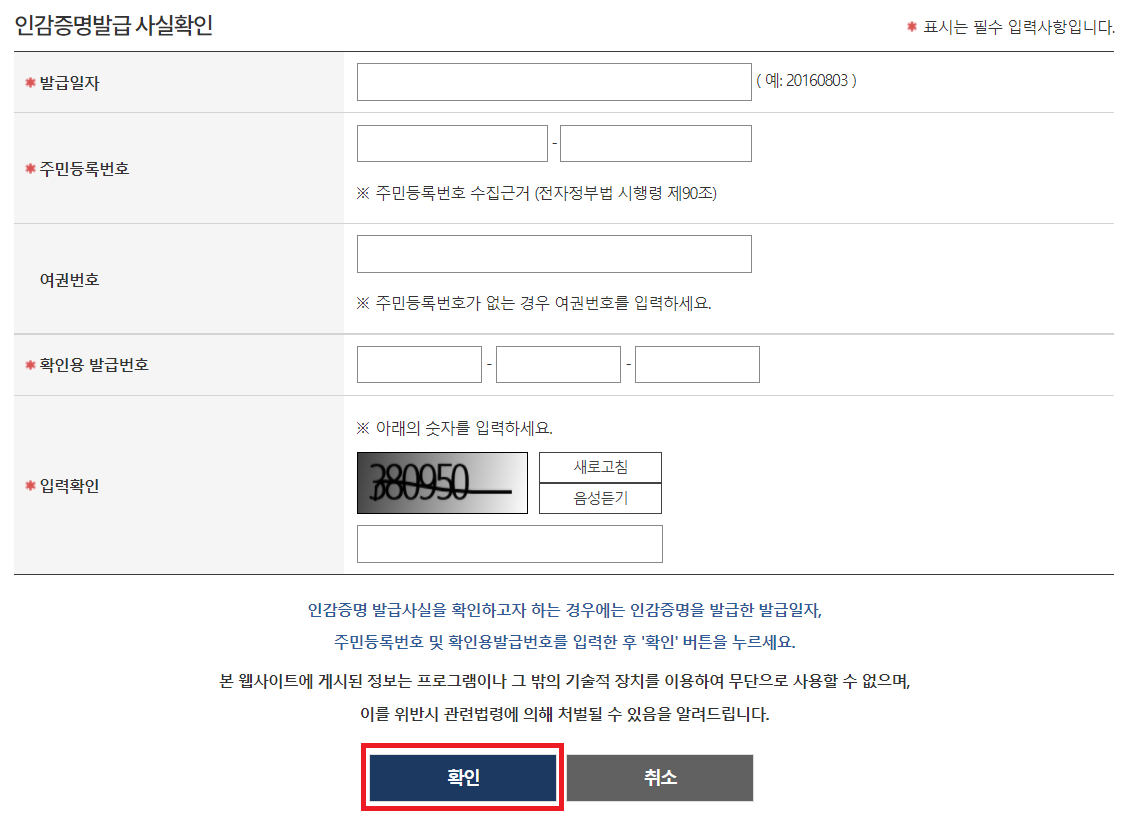 인감증명발급 사실확인
* 표시는 필수 입력사항입니다.
* 발급일자
( 예: 20160803 )
* 주민등록번호
-
※ 주민등록번호 수집근거 (전자정부법 시행령 제90조)
여권번호
※ 주민등록번호가 없는 경우 여권번호를 입력하세요.
* 확인용 발급번호
- -
* 입력확인
※ 아래의 숫자를 입력하세요.
380950
새로고침
음성듣기
인감증명 발급사실을 확인하고자 하는 경우에는 인감증명을 발급한 발급일자,
주민등록번호 및 확인용발급번호를 입력한 후 '확인' 버튼을 누르세요.
본 웹사이트에 게시된 정보는 프로그램이나 그 밖의 기술적 장치를 이용하여 무단으로 사용할 수 없으며,
이를 위반시 관련법령에 의해 처벌될 수 있음을 알려드립니다.
확인
취소